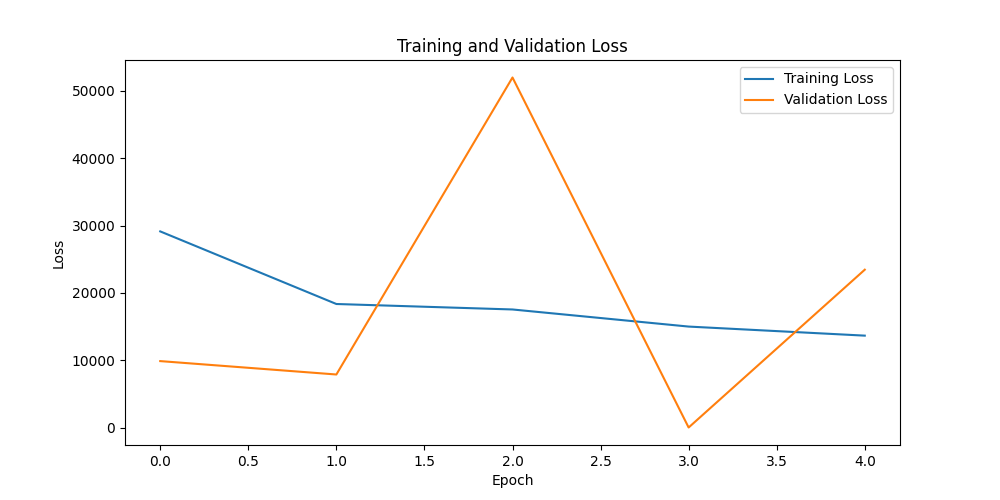 Training and Validation Loss
Training Loss
Validation Loss
50000
40000
30000
20000
10000
0
Loss
0.0 0.5 1.0 1.5 2.0 2.5 3.0 3.5 4.0
Epoch